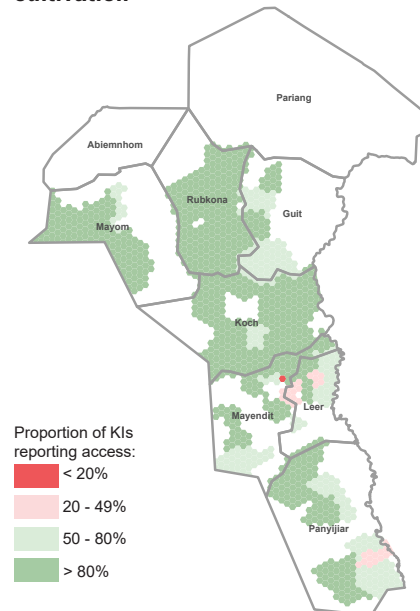 cultivation
Pariang
Abiemnhom
Rubkona
Guit
Mayom
Koch
Mayendit
Leer
Panyijiar
Proportion of KIs
reporting access:
< 20%
20 - 49%
50 - 80%
> 80%